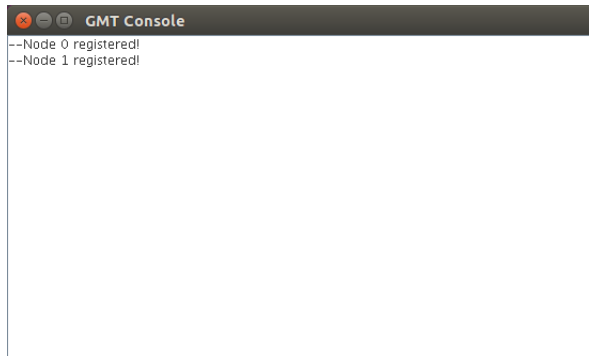 GMT Console
--Node 0 registered!
--Node 1 registered!